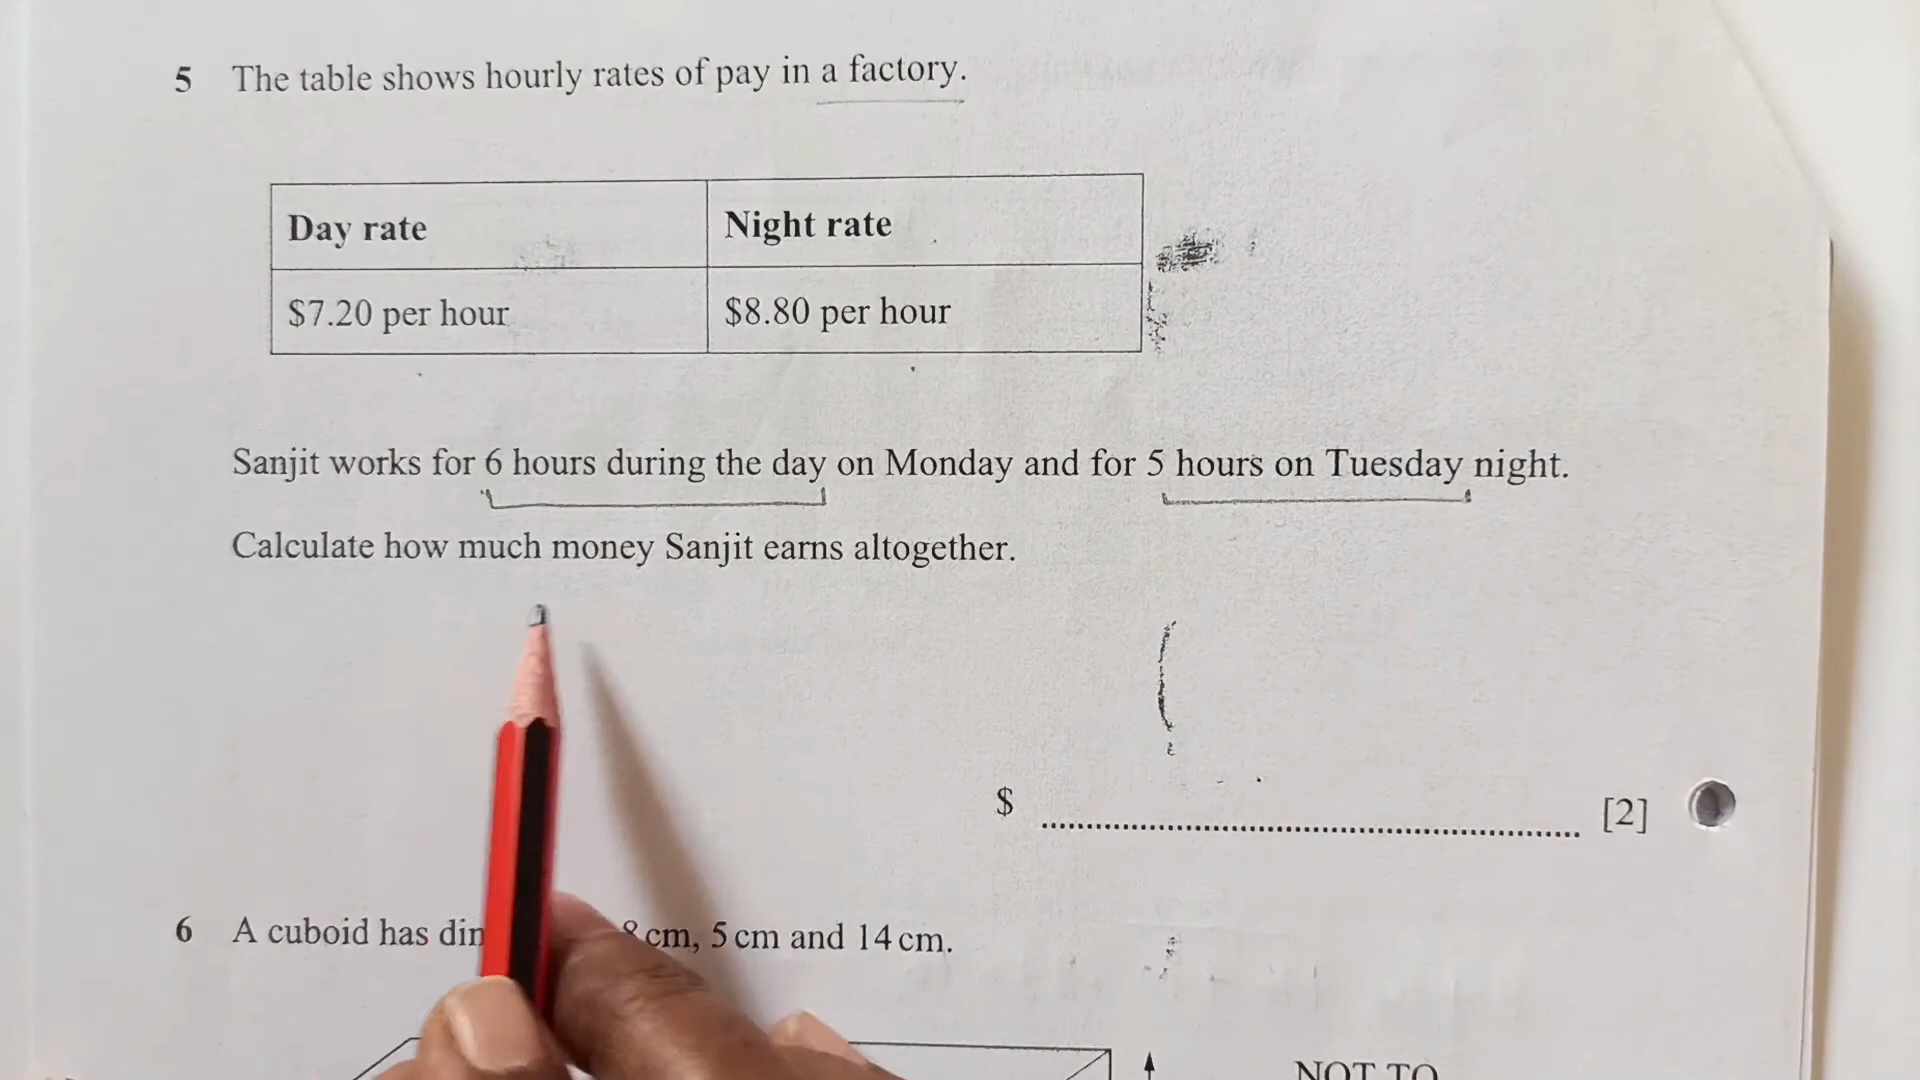 5 The table shows hourly rates of pay in a factory.
Day rate Night rate
$7.20 per hour $8.80 per hour
Sanjit works for 6 hours during the day on Monday and for 5 hours on Tuesday night.
Calculate how much money Sanjit earns altogether.
$ ................................................ [2]
6 A cuboid has 8 cm, 5 cm and 14 cm.
NOT TO